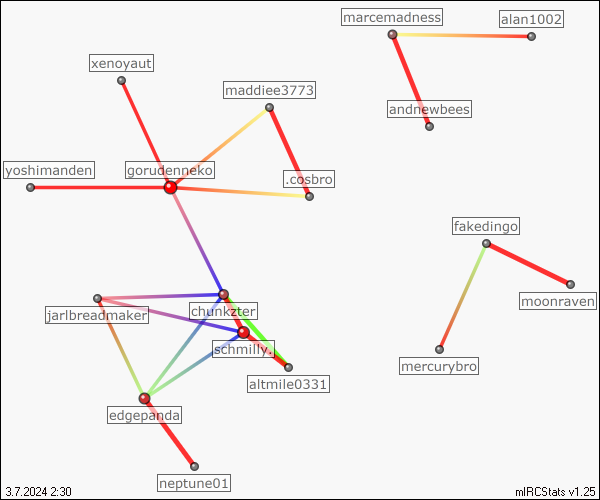 marcemadness
alan1002
xenoyaut
maddiee3773
andnewbees
yoshimanden
gorudenneko
.cosbro
fakedingo
moonraven
jarlbreadmaker
chunkzter
schmilly.
mercurybro
altmile0331
edgepanda
neptune01
3.7.2024 2:30
mIRCStats v1.25